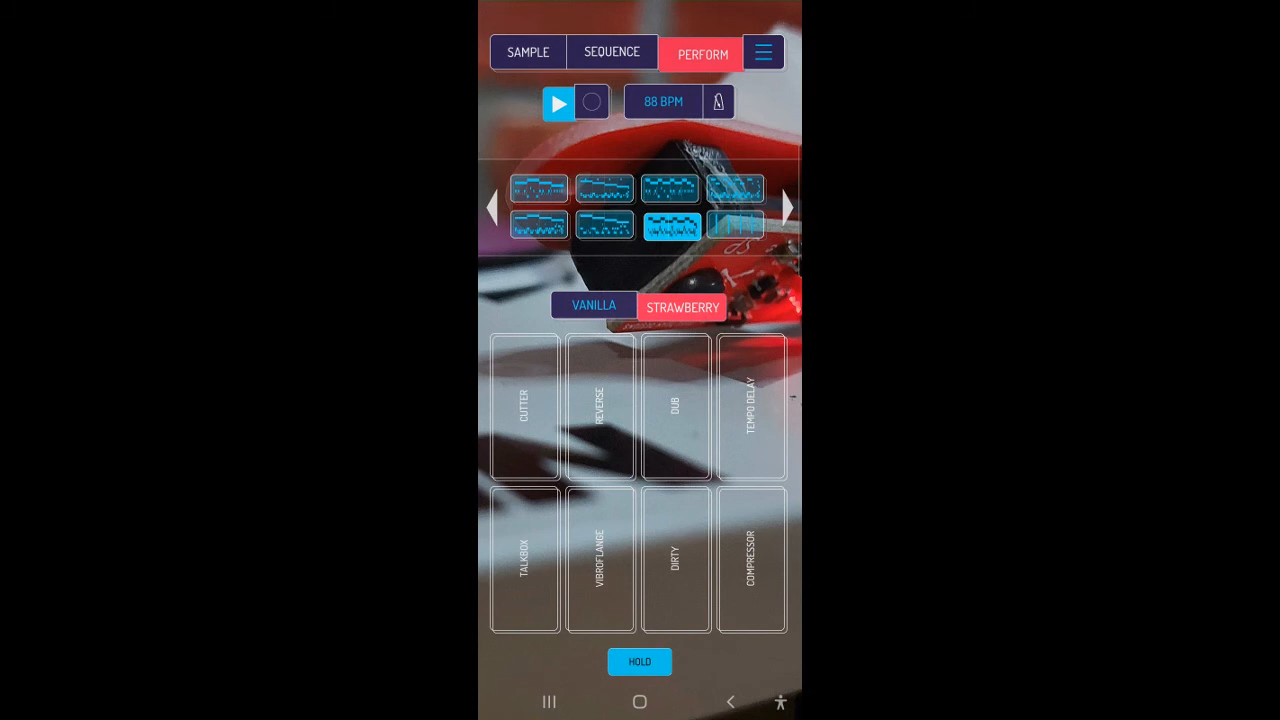 SAMPLE SEQUENCE PERFORM
88 BPM
VANILLA STRAWBERRY
CUTTER REVERSE DUB TEMPO DELAY
TALKBOX VIBROFLANGE DIRTY COMPRESSOR
HOLD